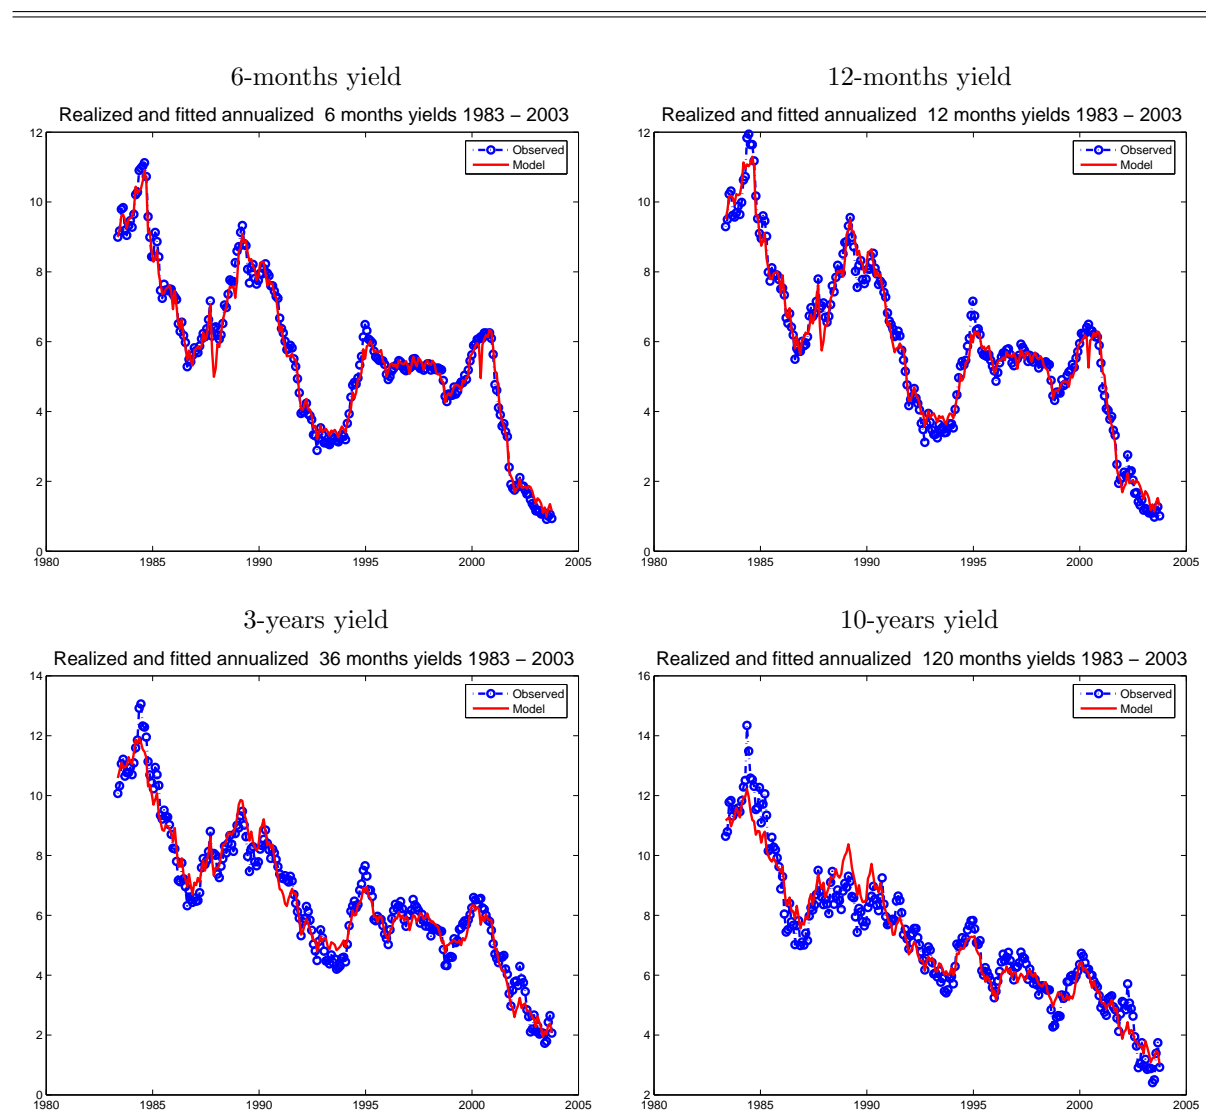 6-months yield
Realized and fitted annualized 6 months yields 1983 – 2003
12
10
8
6
4
2
0
1980 1985 1990 1995 2000 2005
Observed
Model
12-months yield
Realized and fitted annualized 12 months yields 1983 – 2003
12
10
8
6
4
2
0
1980 1985 1990 1995 2000 2005
Observed
Model
3-years yield
Realized and fitted annualized 36 months yields 1983 – 2003
14
12
10
8
6
4
2
0
1980 1985 1990 1995 2000 2005
Observed
Model
10-years yield
Realized and fitted annualized 120 months yields 1983 – 2003
16
14
12
10
8
6
4
2
1980 1985 1990 1995 2000 2005
Observed
Model